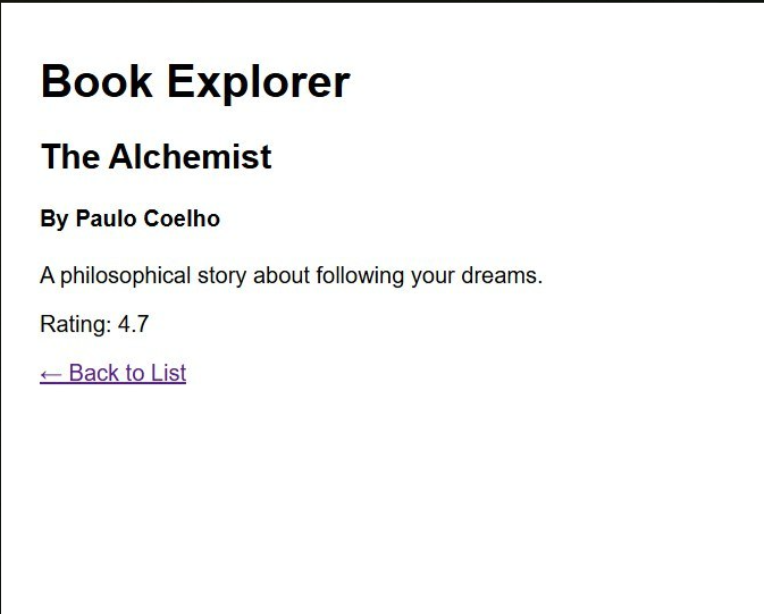 Book Explorer
The Alchemist
By Paulo Coelho
A philosophical story about following your dreams.
Rating: 4.7
← Back to List